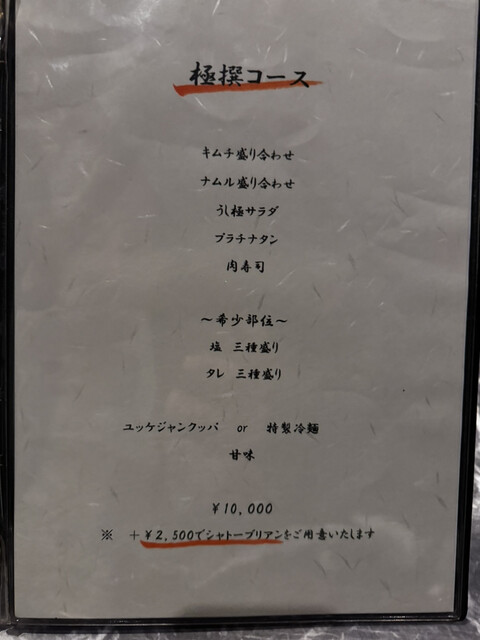 極撰コース
キムチ盛り合わせ
ナムル盛り合わせ
うし極サラダ
プラチナタン
肉寿司
～希少部位～
塩 三種盛り
タレ 三種盛り
ユッケジャンクッパ or 特製冷麺
甘味
¥10,000
※ +¥2,500でシャトーブリアンをご用意いたします